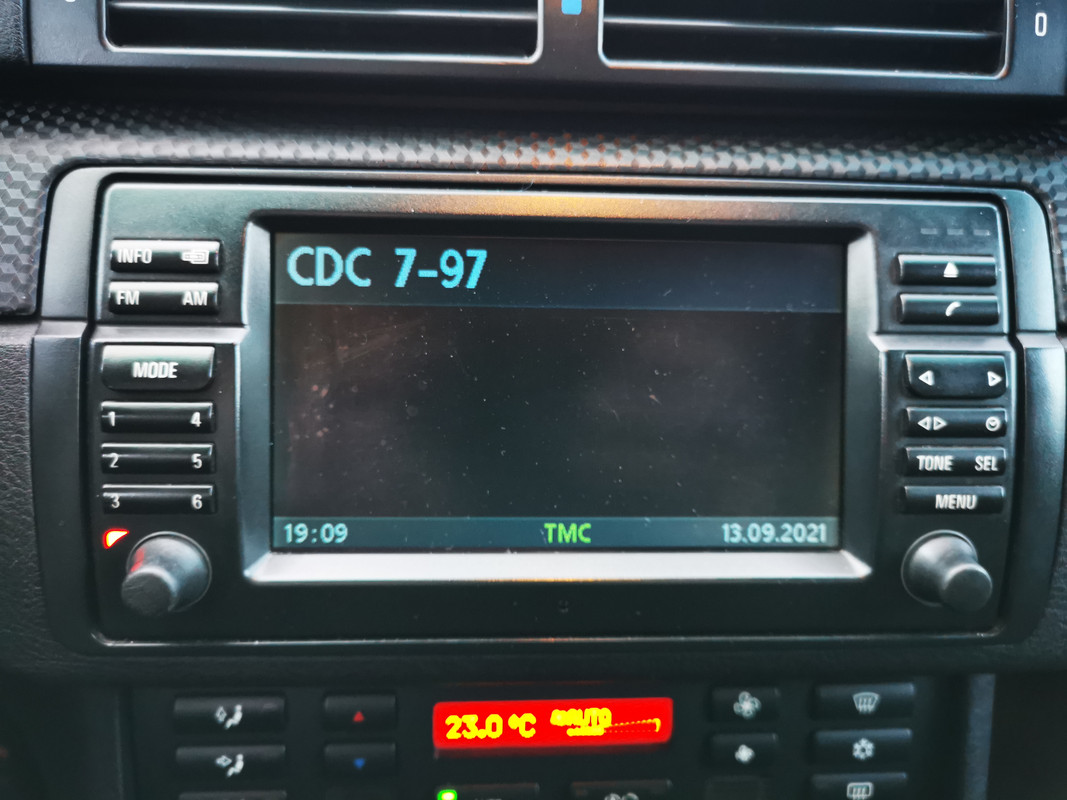 0
CDC 7-97
INFO
FM AM
MODE
1 4
2 5
3 6
TONE SEL
MENU
19:09 TMC 13.09.2021
23.0 °C AUTO